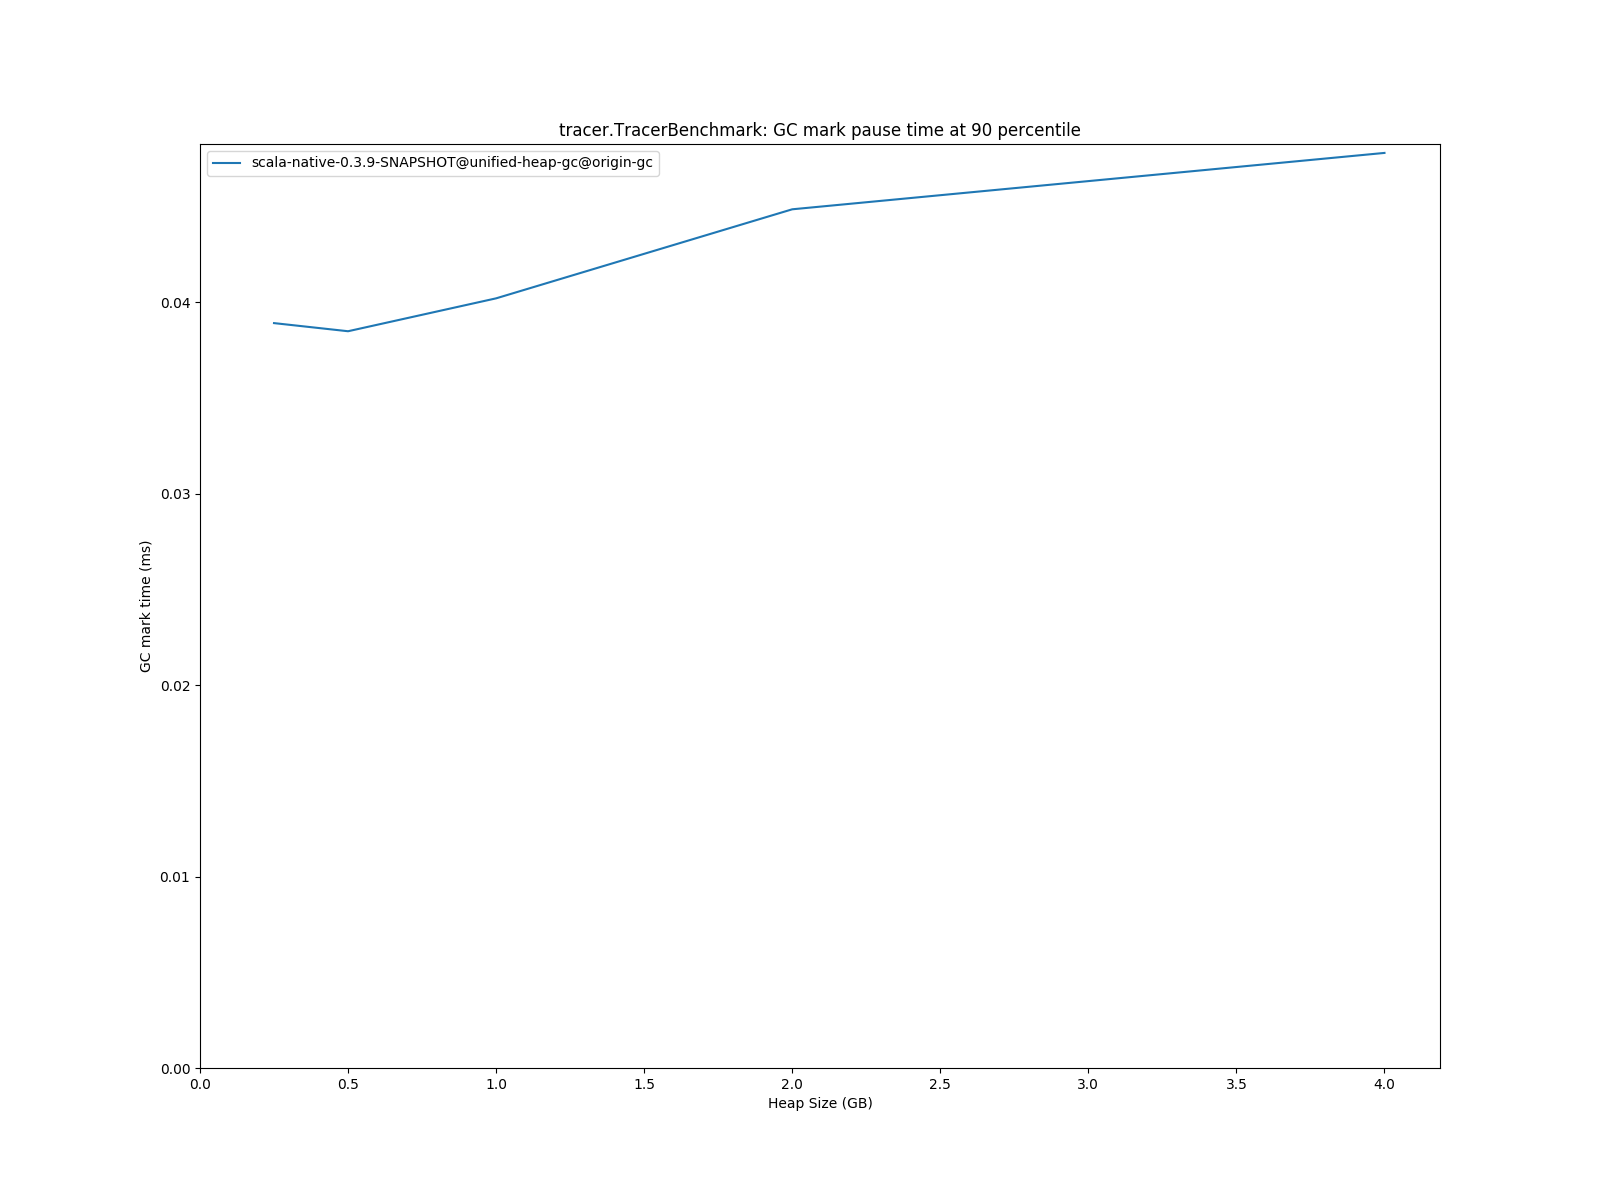 tracer.TracerBenchmark: GC mark pause time at 90 percentile
scala-native-0.3.9-SNAPSHOT@unified-heap-gc@origin-gc
0.04
0.03
0.02
0.01
0.00
GC mark time (ms)
0.0 0.5 1.0 1.5 2.0 2.5 3.0 3.5 4.0
Heap Size (GB)